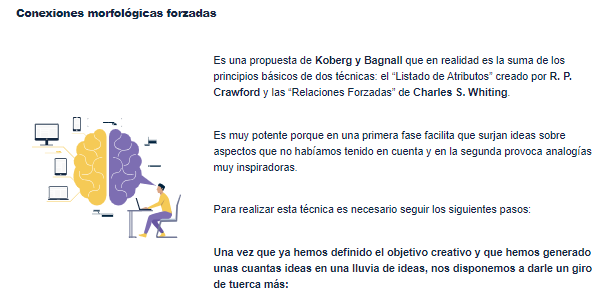 Conexiones morfológicas forzadas
Es una propuesta de Koberg y Bagnall que en realidad es la suma de los
principios básicos de dos técnicas: el “Listado de Atributos” creado por R. P.
Crawford y las “Relaciones Forzadas” de Charles S. Whiting.
Es muy potente porque en una primera fase facilita que surjan ideas sobre
aspectos que no habíamos tenido en cuenta y en la segunda provoca analogías
muy inspiradoras.
Para realizar esta técnica es necesario seguir los siguientes pasos:
Una vez que ya hemos definido el objetivo creativo y que hemos generado
unas cuantas ideas en una lluvia de ideas, nos disponemos a darle un giro
de tuerca más: